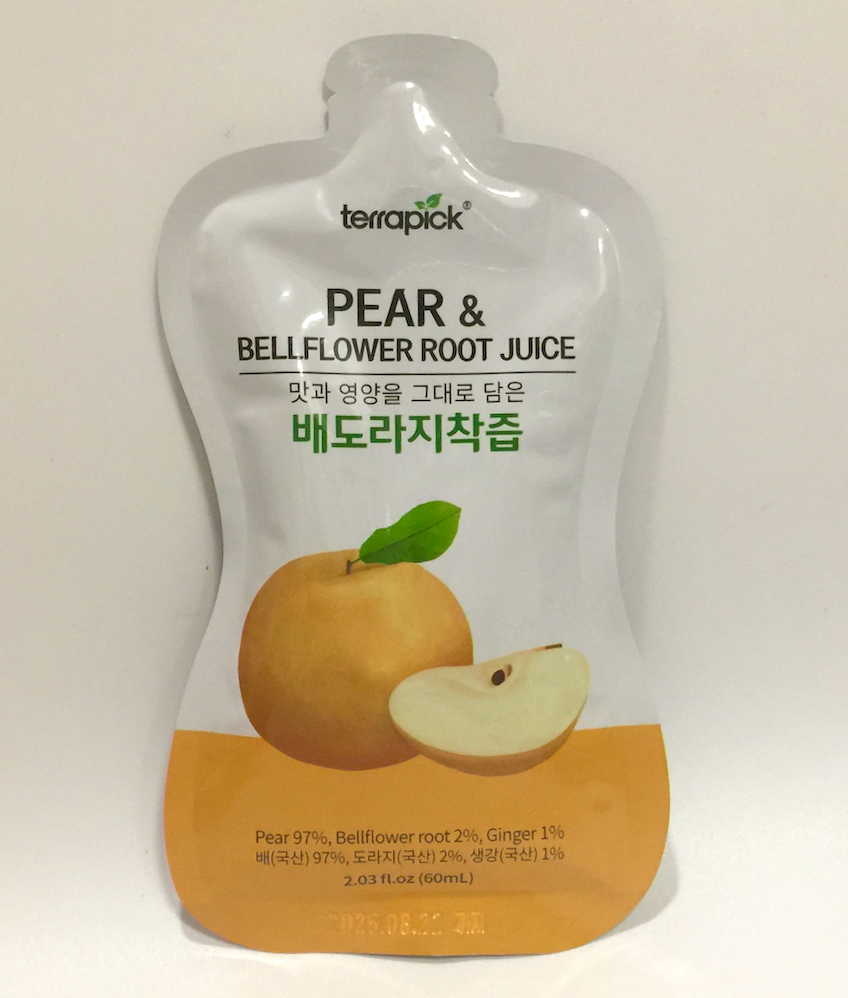 terrapick®
PEAR &
BELLFLOWER ROOT JUICE
맛과 영양을 그대로 담은
배도라지착즙
Pear 97%, Bellflower root 2%, Ginger 1%
배(국산) 97%, 도라지(국산) 2%, 생강(국산) 1%
2.03 fl.oz (60mL)
까지